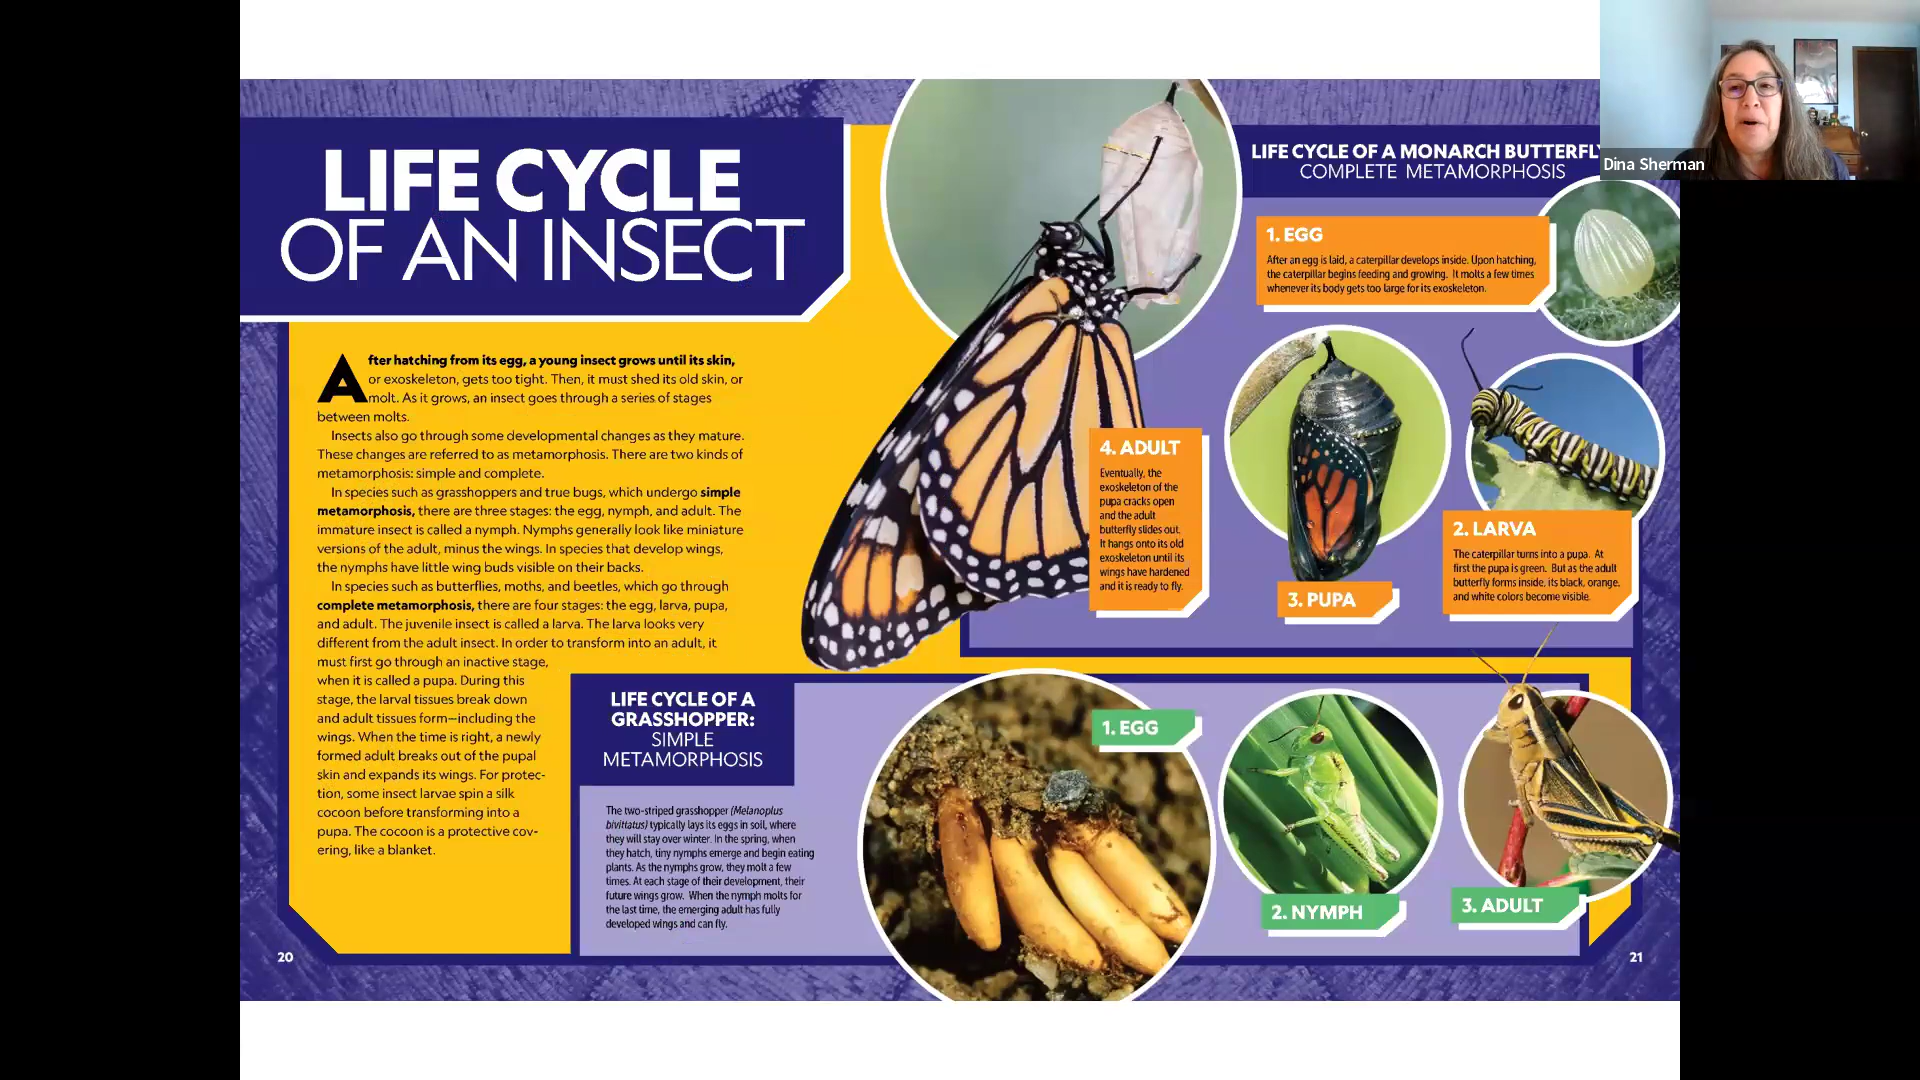 LIFE CYCLE
OF AN INSECT
After hatching from its egg, a young insect grows until its skin,
or exoskeleton, gets too tight. Then, it must shed its old skin, or
molt. As it grows, an insect goes through a series of stages
between molts.
Insects also go through some developmental changes as they mature.
These changes are referred to as metamorphosis. There are two kinds of
metamorphosis: simple and complete.
In species such as grasshoppers and true bugs, which undergo simple
metamorphosis, there are three stages: the egg, nymph, and adult. The
immature insect is called a nymph. Nymphs generally look like miniature
versions of the adult, minus the wings. In species that develop wings,
the nymphs have little wing buds visible on their backs.
In species such as butterflies, moths, and beetles, which go through
complete metamorphosis, there are four stages: the egg, larva, pupa,
and adult. The juvenile insect is called a larva. The larva looks very
different from the adult insect. In order to transform into an adult, it
must first go through an inactive stage,
when it is called a pupa. During this
stage, the larval tissues break down
and adult tissues form—including the
wings. When the time is right, a newly
formed adult breaks out of the pupal
skin and expands its wings. For protec-
tion, some insect larvae spin a silk
cocoon before transforming into a
pupa. The cocoon is a protective cov-
ering, like a blanket.
20
LIFE CYCLE OF A MONARCH BUTTERFLY
COMPLETE METAMORPHOSIS
Dina Sherman
1. EGG
After an egg is laid, a caterpillar develops inside. Upon hatching,
the caterpillar begins feeding and growing. It molts a few times
whenever its body gets too large for its exoskeleton.
2. LARVA
The caterpillar turns into a pupa. At
first the pupa is green. But as the adult
butterfly forms inside, its black, orange,
and white colors become visible.
3. PUPA
4. ADULT
Eventually, the
exoskeleton of the
pupa cracks open
and the adult
butterfly slides out.
It hangs onto its old
exoskeleton until its
wings have hardened
and it is ready to fly.
LIFE CYCLE OF A
GRASSHOPPER:
SIMPLE
METAMORPHOSIS
The two-striped grasshopper (Melanoplus
bivittatus) typically lays its eggs in soil, where
they will stay over winter. In the spring, when
they hatch, tiny nymphs emerge and begin eating
plants. As the nymphs grow, they molt a few
times. At each stage of their development, their
future wings grow. When the nymph molts for
the last time, the emerging adult has fully
developed wings and can fly.
1. EGG
2. NYMPH
3. ADULT
21